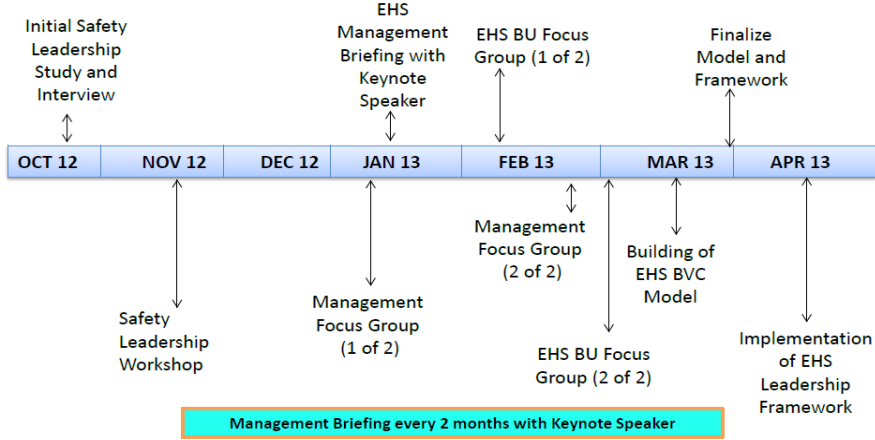 Initial Safety
Leadership
Study and
Interview
EHS
Management
Briefing with
Keynote
Speaker
EHS BU Focus
Group (1 of 2)
Finalize
Model and
Framework
OCT 12
NOV 12
DEC 12
JAN 13
FEB 13
MAR 13
APR 13
Safety
Leadership
Workshop
Management
Focus Group
(1 of 2)
Management
Focus Group
(2 of 2)
EHS BU Focus
Group (2 of 2)
Building of
EHS BVC
Model
Implementation
of EHS
Leadership
Framework
Management Briefing every 2 months with Keynote Speaker